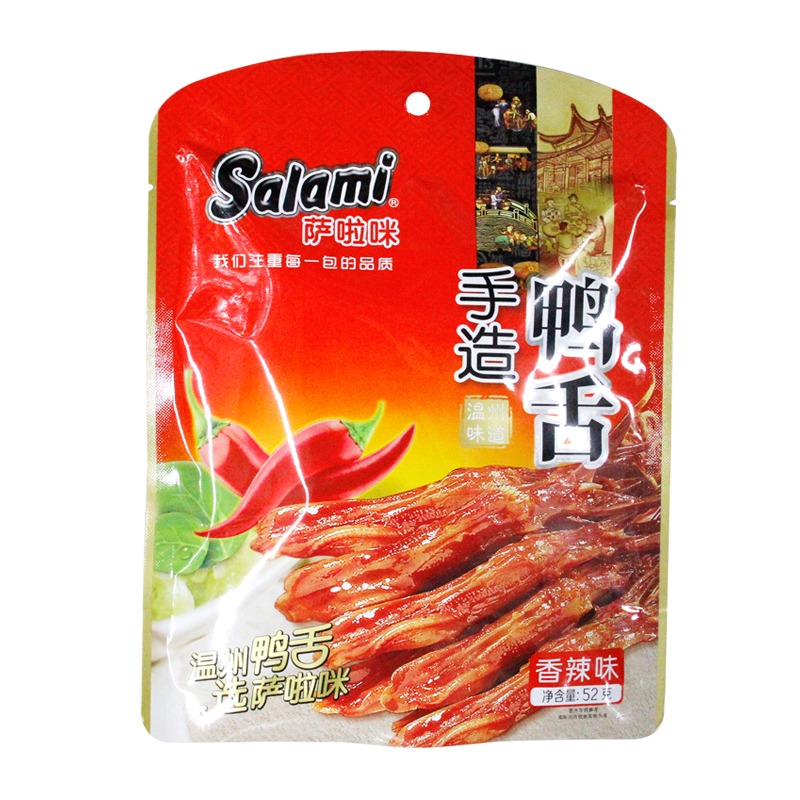 Salami®
萨啦咪
我们注重每一包的品质
手造
鸭舌
温州
味道
温州鸭舌
选萨啦咪
香辣味
净含量:52克